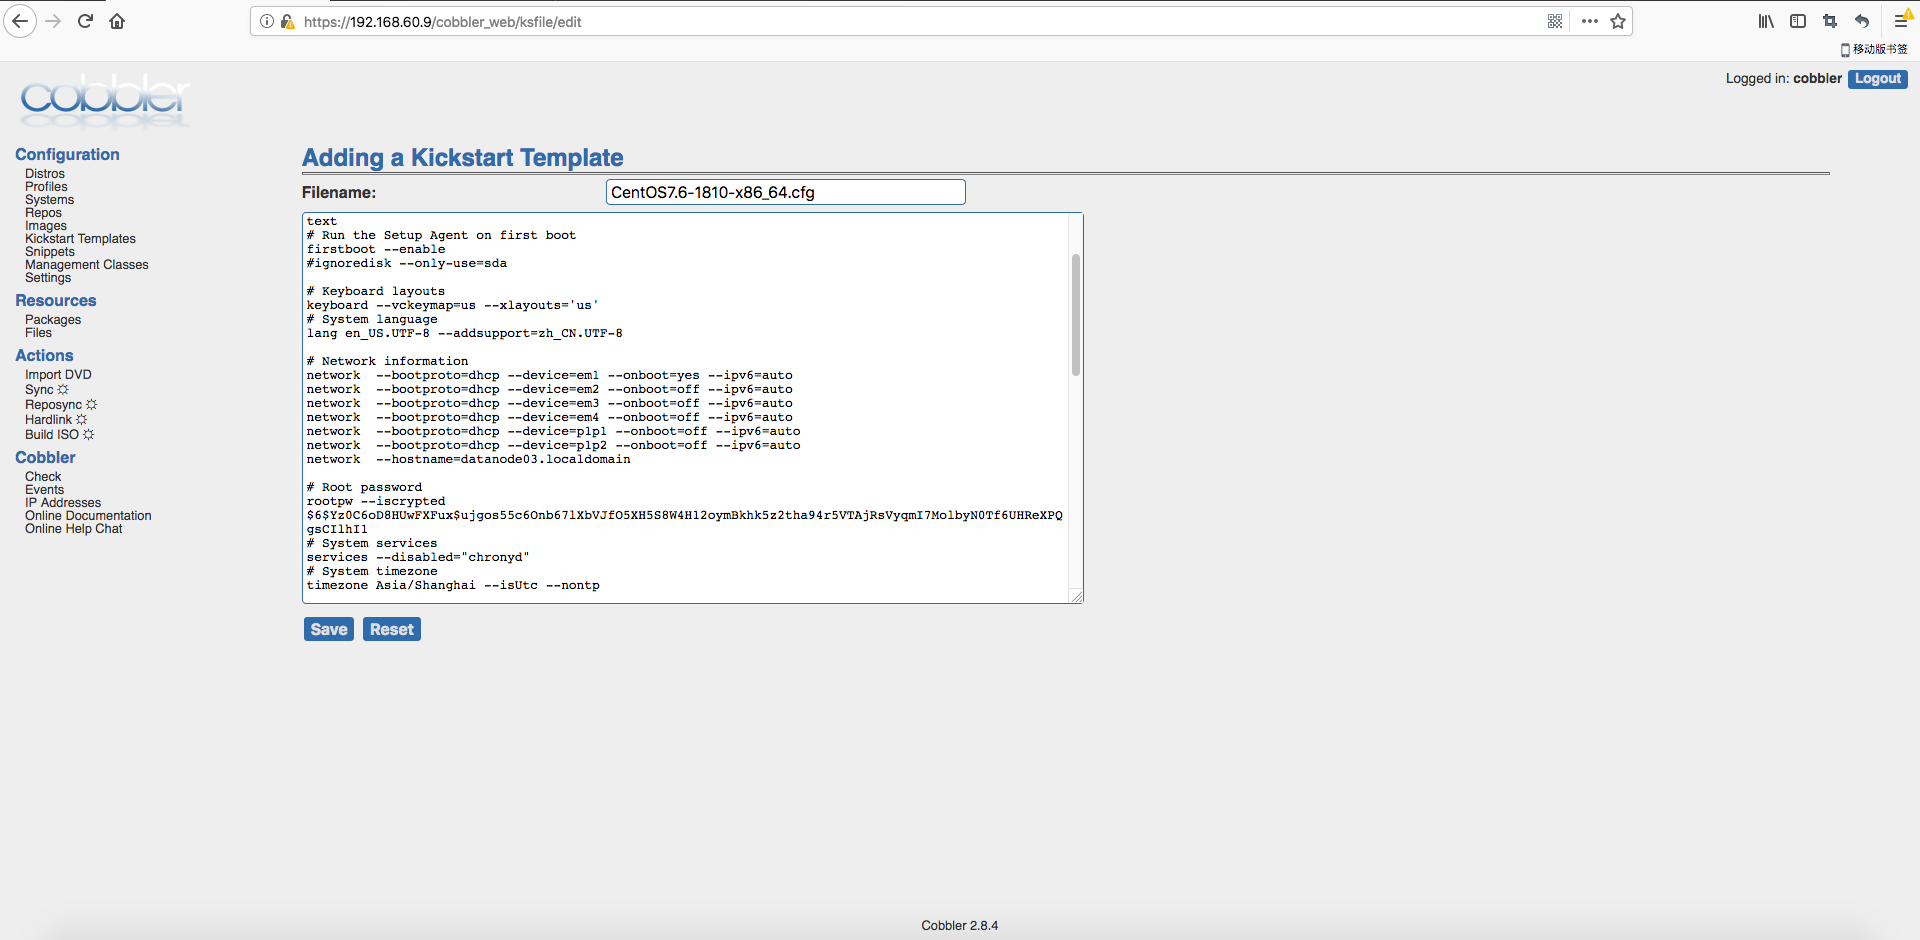 https://192.168.60.9/cobbler_web/ksfile/edit
移动版书签
cobbler
Logged in: cobbler Logout
Configuration
Distros
Profiles
Systems
Repos
Images
Kickstart Templates
Snippets
Management Classes
Settings
Resources
Packages
Files
Actions
Import DVD
Sync
Reposync
Hardlink
Build ISO
Cobbler
Check
Events
IP Addresses
Online Documentation
Online Help Chat
Adding a Kickstart Template
Filename: CentOS7.6-1810-x86_64.cfg
text
# Run the Setup Agent on first boot
firstboot --enable
#ignoredisk --only-use=sda
# Keyboard layouts
keyboard --vckeymap=us --xlayouts='us'
# System language
lang en_US.UTF-8 --addsupport=zh_CN.UTF-8
# Network information
network  --bootproto=dhcp --device=em1 --onboot=yes --ipv6=auto
network  --bootproto=dhcp --device=em2 --onboot=off --ipv6=auto
network  --bootproto=dhcp --device=em3 --onboot=off --ipv6=auto
network  --bootproto=dhcp --device=em4 --onboot=off --ipv6=auto
network  --bootproto=dhcp --device=p1p1 --onboot=off --ipv6=auto
network  --bootproto=dhcp --device=p1p2 --onboot=off --ipv6=auto
network  --hostname=datanode03.localdomain
# Root password
rootpw --iscrypted
$6$Yz0C6oD8HUwFXFux$ujgos55c6Onb67lXbVJfO5XH5S8W4H12oymBkhk5z2tha94r5VTAjRsVyqmI7MolbyN0Tf6UHReXPQ
gsCIlhI1
# System services
services --disabled="chronyd"
# System timezone
timezone Asia/Shanghai --isUtc --nontp
Save Reset
Cobbler 2.8.4